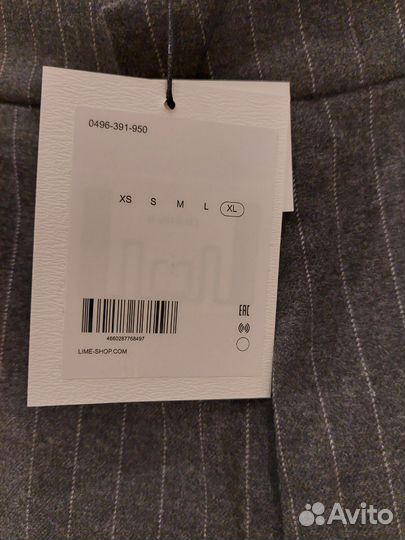 0496-391-950
XS S M L XL
EAC
4660287768497
LIME-SHOP.COM
Avito